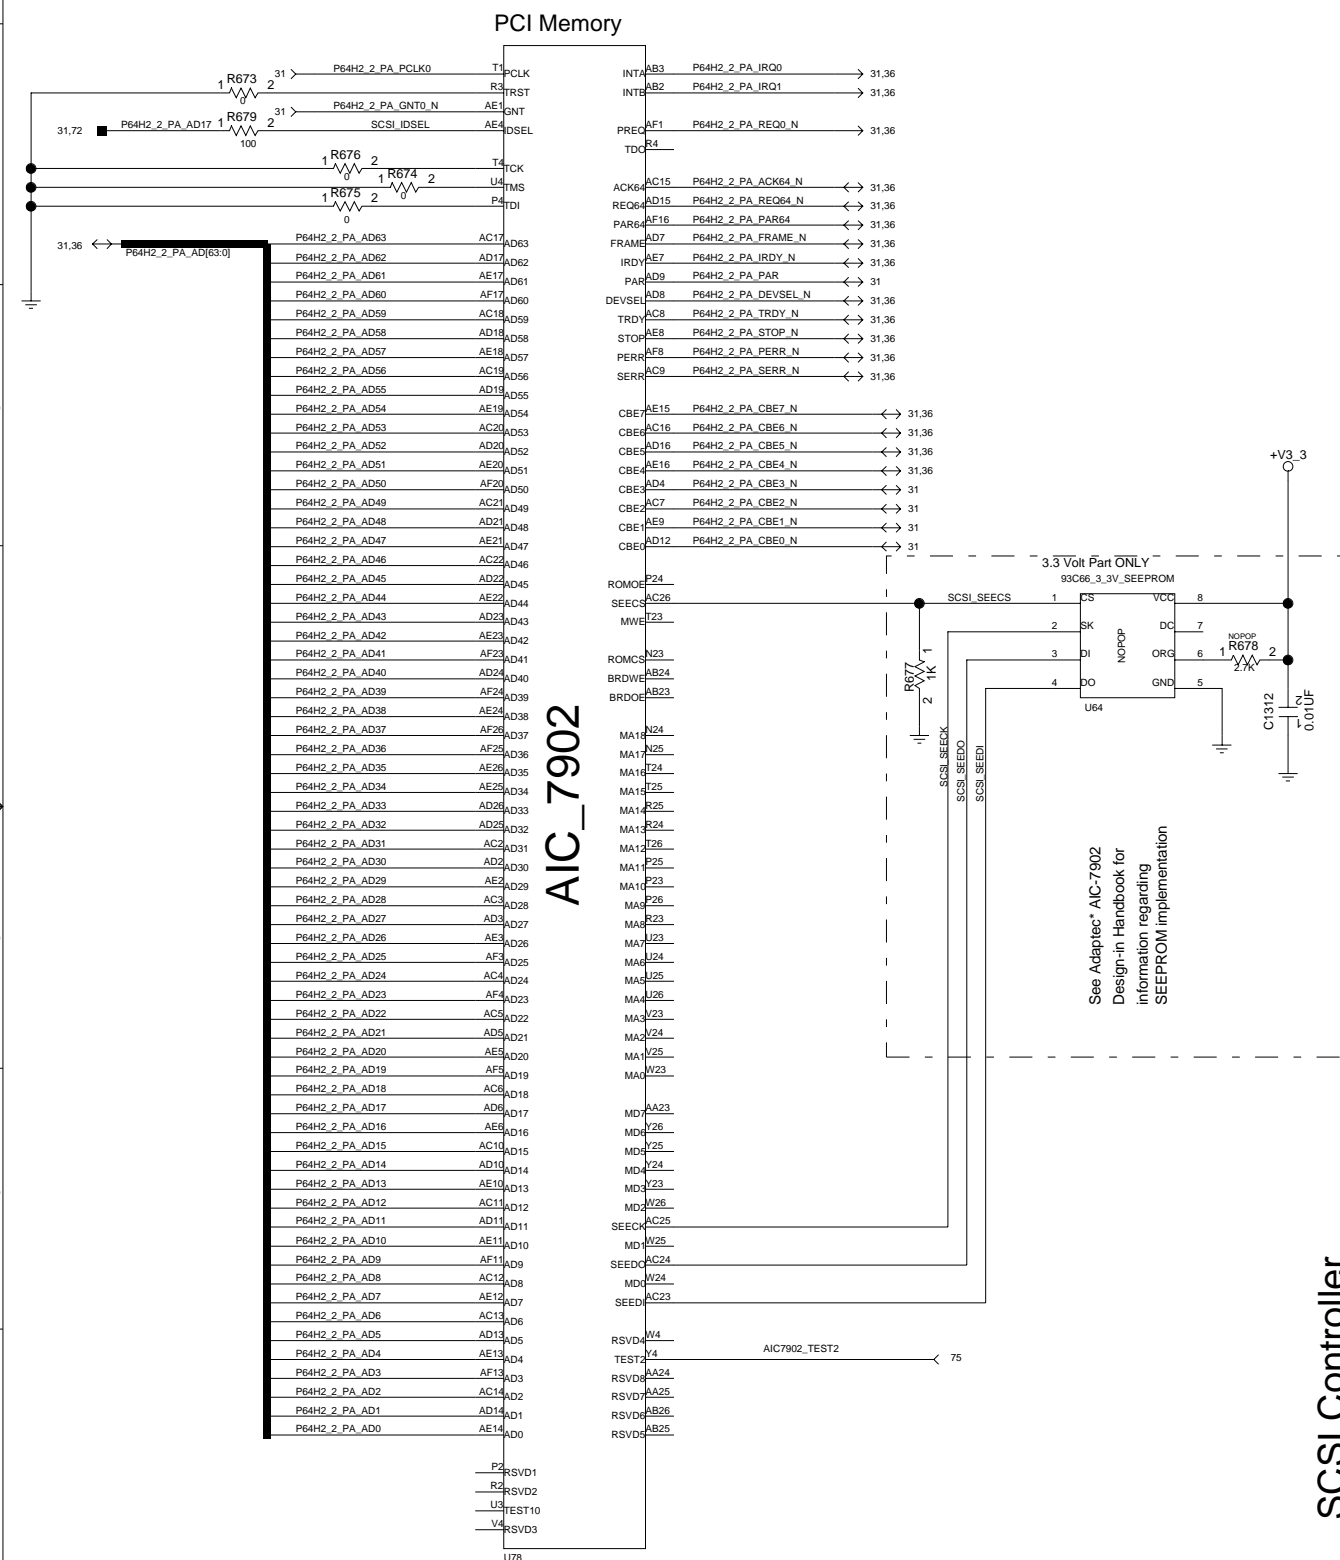 PCI Memory
31 P64H2_2_PA_PCLK0 T1 PCLK
1 R673 2 0 R3 TRST
31 P64H2_2_PA_GNT0_N AE1 GNT
31,72 P64H2_2_PA_AD17 1 R679 2 100 SCSI_IDSEL AE4 IDSEL
1 R676 2 0 T4 TCK
1 R674 2 0 U4 TMS
1 R675 2 0 P4 TDI
31,36 P64H2_2_PA_AD[63:0]
P64H2_2_PA_AD63 AC17 AD63
P64H2_2_PA_AD62 AD17 AD62
P64H2_2_PA_AD61 AE17 AD61
P64H2_2_PA_AD60 AF17 AD60
P64H2_2_PA_AD59 AC18 AD59
P64H2_2_PA_AD58 AD18 AD58
P64H2_2_PA_AD57 AE18 AD57
P64H2_2_PA_AD56 AC19 AD56
P64H2_2_PA_AD55 AD19 AD55
P64H2_2_PA_AD54 AE19 AD54
P64H2_2_PA_AD53 AC20 AD53
P64H2_2_PA_AD52 AD20 AD52
P64H2_2_PA_AD51 AE20 AD51
P64H2_2_PA_AD50 AF20 AD50
P64H2_2_PA_AD49 AC21 AD49
P64H2_2_PA_AD48 AD21 AD48
P64H2_2_PA_AD47 AE21 AD47
P64H2_2_PA_AD46 AC22 AD46
P64H2_2_PA_AD45 AD22 AD45
P64H2_2_PA_AD44 AE22 AD44
P64H2_2_PA_AD43 AD23 AD43
P64H2_2_PA_AD42 AE23 AD42
P64H2_2_PA_AD41 AF23 AD41
P64H2_2_PA_AD40 AD24 AD40
P64H2_2_PA_AD39 AF24 AD39
P64H2_2_PA_AD38 AE24 AD38
P64H2_2_PA_AD37 AF26 AD37
P64H2_2_PA_AD36 AF25 AD36
P64H2_2_PA_AD35 AE26 AD35
P64H2_2_PA_AD34 AE25 AD34
P64H2_2_PA_AD33 AD26 AD33
P64H2_2_PA_AD32 AD25 AD32
P64H2_2_PA_AD31 AC2 AD31
P64H2_2_PA_AD30 AD2 AD30
P64H2_2_PA_AD29 AE2 AD29
P64H2_2_PA_AD28 AC3 AD28
P64H2_2_PA_AD27 AD3 AD27
P64H2_2_PA_AD26 AE3 AD26
P64H2_2_PA_AD25 AF3 AD25
P64H2_2_PA_AD24 AC4 AD24
P64H2_2_PA_AD23 AF4 AD23
P64H2_2_PA_AD22 AC5 AD22
P64H2_2_PA_AD21 AD5 AD21
P64H2_2_PA_AD20 AE5 AD20
P64H2_2_PA_AD19 AF5 AD19
P64H2_2_PA_AD18 AC6 AD18
P64H2_2_PA_AD17 AD6 AD17
P64H2_2_PA_AD16 AE6 AD16
P64H2_2_PA_AD15 AC10 AD15
P64H2_2_PA_AD14 AD10 AD14
P64H2_2_PA_AD13 AE10 AD13
P64H2_2_PA_AD12 AC11 AD12
P64H2_2_PA_AD11 AD11 AD11
P64H2_2_PA_AD10 AE11 AD10
P64H2_2_PA_AD9 AF11 AD9
P64H2_2_PA_AD8 AC12 AD8
P64H2_2_PA_AD7 AE12 AD7
P64H2_2_PA_AD6 AC13 AD6
P64H2_2_PA_AD5 AD13 AD5
P64H2_2_PA_AD4 AE13 AD4
P64H2_2_PA_AD3 AF13 AD3
P64H2_2_PA_AD2 AC14 AD2
P64H2_2_PA_AD1 AD14 AD1
P64H2_2_PA_AD0 AE14 AD0
P2 RSVD1
R2 RSVD2
U3 TEST10
V4 RSVD3
U78
AIC_7902
INTA AB3 P64H2_2_PA_IRQ0 31,36
INTB AB2 P64H2_2_PA_IRQ1 31,36
PREQ AF1 P64H2_2_PA_REQ0_N 31,36
TDO R4
ACK64 AC15 P64H2_2_PA_ACK64_N 31,36
REQ64 AD15 P64H2_2_PA_REQ64_N 31,36
PAR64 AF16 P64H2_2_PA_PAR64 31,36
FRAME AD7 P64H2_2_PA_FRAME_N 31,36
IRDY AE7 P64H2_2_PA_IRDY_N 31,36
PAR AD9 P64H2_2_PA_PAR 31
DEVSEL AD8 P64H2_2_PA_DEVSEL_N 31,36
TRDY AC8 P64H2_2_PA_TRDY_N 31,36
STOP AE8 P64H2_2_PA_STOP_N 31,36
PERR AF8 P64H2_2_PA_PERR_N 31,36
SERR AC9 P64H2_2_PA_SERR_N 31,36
CBE7 AE15 P64H2_2_PA_CBE7_N 31,36
CBE6 AC16 P64H2_2_PA_CBE6_N 31,36
CBE5 AD16 P64H2_2_PA_CBE5_N 31,36
CBE4 AE16 P64H2_2_PA_CBE4_N 31,36
CBE3 AD4 P64H2_2_PA_CBE3_N 31
CBE2 AC7 P64H2_2_PA_CBE2_N 31
CBE1 AE9 P64H2_2_PA_CBE1_N 31
CBE0 AD12 P64H2_2_PA_CBE0_N 31
ROMOE P24
SEECS AC26 SCSI_SEECS
MWE T23
ROMCS N23
BRDWE AB24
BRDOE AB23
MA18 N24
MA17 N25
MA16 T24
MA15 T25
MA14 R25
MA13 R24
MA12 T26
MA11 P25
MA10 P23
MA9 P26
MA8 R23
MA7 U23
MA6 U24
MA5 U25
MA4 U26
MA3 V23
MA2 V24
MA1 V25
MA0 W23
MD7 AA23
MD6 Y26
MD5 Y25
MD4 Y24
MD3 Y23
MD2 W26
SEECK AC25
MD1 W25
SEEDO AC24
MD0 W24
SEEDI AC23
RSVD4 W4
TEST2 Y4 AIC7902_TEST2 75
RSVD8 AA24
RSVD7 AA25
RSVD6 AB26
RSVD5 AB25
+V3_3
3.3 Volt Part ONLY
93C66_3_3V_SEEPROM
1 CS VCC 8
2 SK DC 7
3 DI ORG 6
4 DO GND 5
NOPOP
U64
NOPOP
1 R678 2
2.7K
R677 1K 1 2
C1312 0.01UF 2 1
SCSI_SEECK
SCSI_SEEDO
SCSI_SEEDI
See Adaptec* AIC-7902
Design-in Handbook for
information regarding
SEEPROM implementation
SCSI Controller